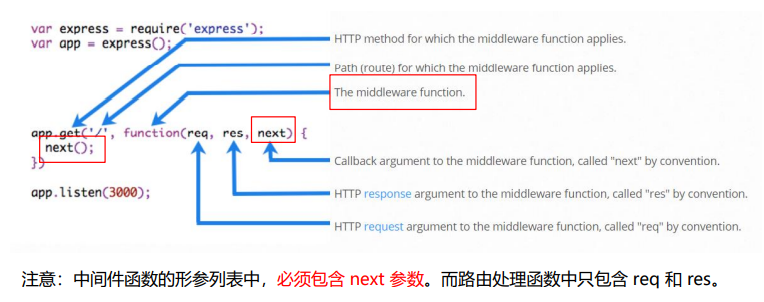 var express = require('express');
var app = express();
HTTP method for which the middleware function applies.
Path (route) for which the middleware function applies.
The middleware function.
app.get('/', function(req, res, next) {
next();
})
Callback argument to the middleware function, called "next" by convention.
app.listen(3000);
HTTP response argument to the middleware function, called "res" by convention.
HTTP request argument to the middleware function, called "req" by convention.
注意：中间件函数的形参列表中，必须包含 next 参数。而路由处理函数中只包含 req 和 res。